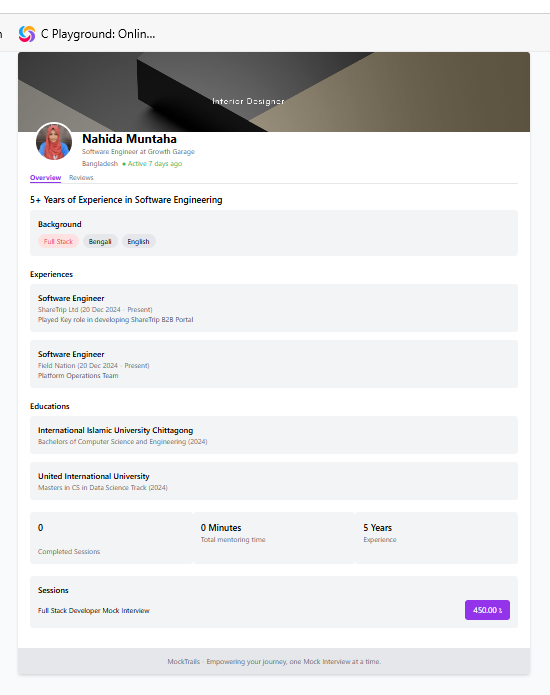 C Playground: Onlin...
Interior Designer
Nahida Muntaha
Software Engineer at Growth Garage
Bangladesh • Active 7 days ago
Overview Reviews
5+ Years of Experience in Software Engineering
Background
Full Stack Bengali English
Experiences
Software Engineer
ShareTrip Ltd (20 Dec 2024 - Present)
Played Key role in developing ShareTrip B2B Portal
Software Engineer
Field Nation (20 Dec 2024 - Present)
Platform Operations Team
Educations
International Islamic University Chittagong
Bachelors of Computer Science and Engineering (2024)
United International University
Masters in CS in Data Science Track (2024)
0 0 Minutes 5 Years
Total mentoring time Experience
Completed Sessions
Sessions
Full Stack Developer Mock Interview 450.00 ৳
MockTrails - Empowering your journey, one Mock Interview at a time.